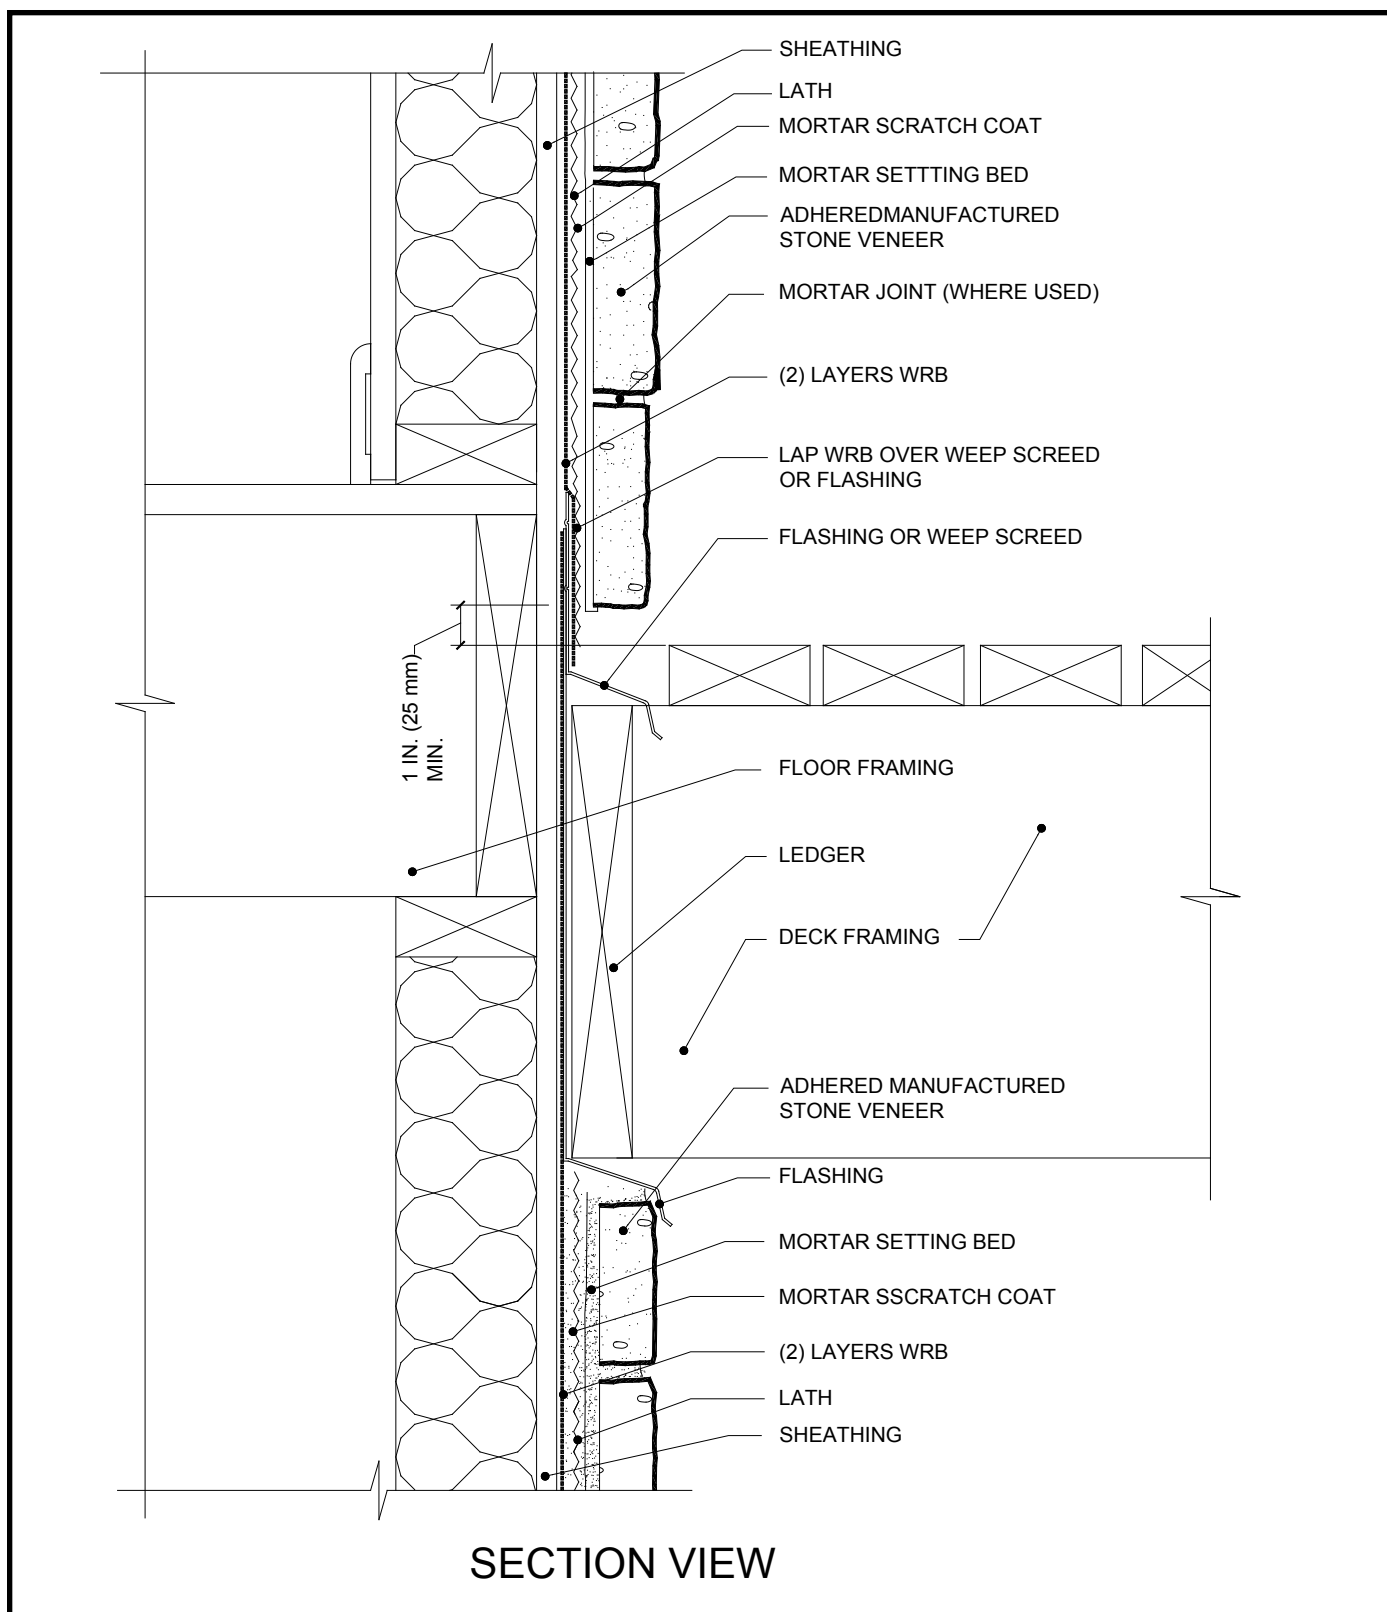 SHEATHING
LATH
MORTAR SCRATCH COAT
MORTAR SETTTING BED
ADHEREDMANUFACTURED
STONE VENEER
MORTAR JOINT (WHERE USED)
(2) LAYERS WRB
LAP WRB OVER WEEP SCREED
OR FLASHING
FLASHING OR WEEP SCREED
1 IN. (25 mm)
MIN.
FLOOR FRAMING
LEDGER
DECK FRAMING
ADHERED MANUFACTURED
STONE VENEER
FLASHING
MORTAR SETTING BED
MORTAR SSCRATCH COAT
(2) LAYERS WRB
LATH
SHEATHING
SECTION VIEW